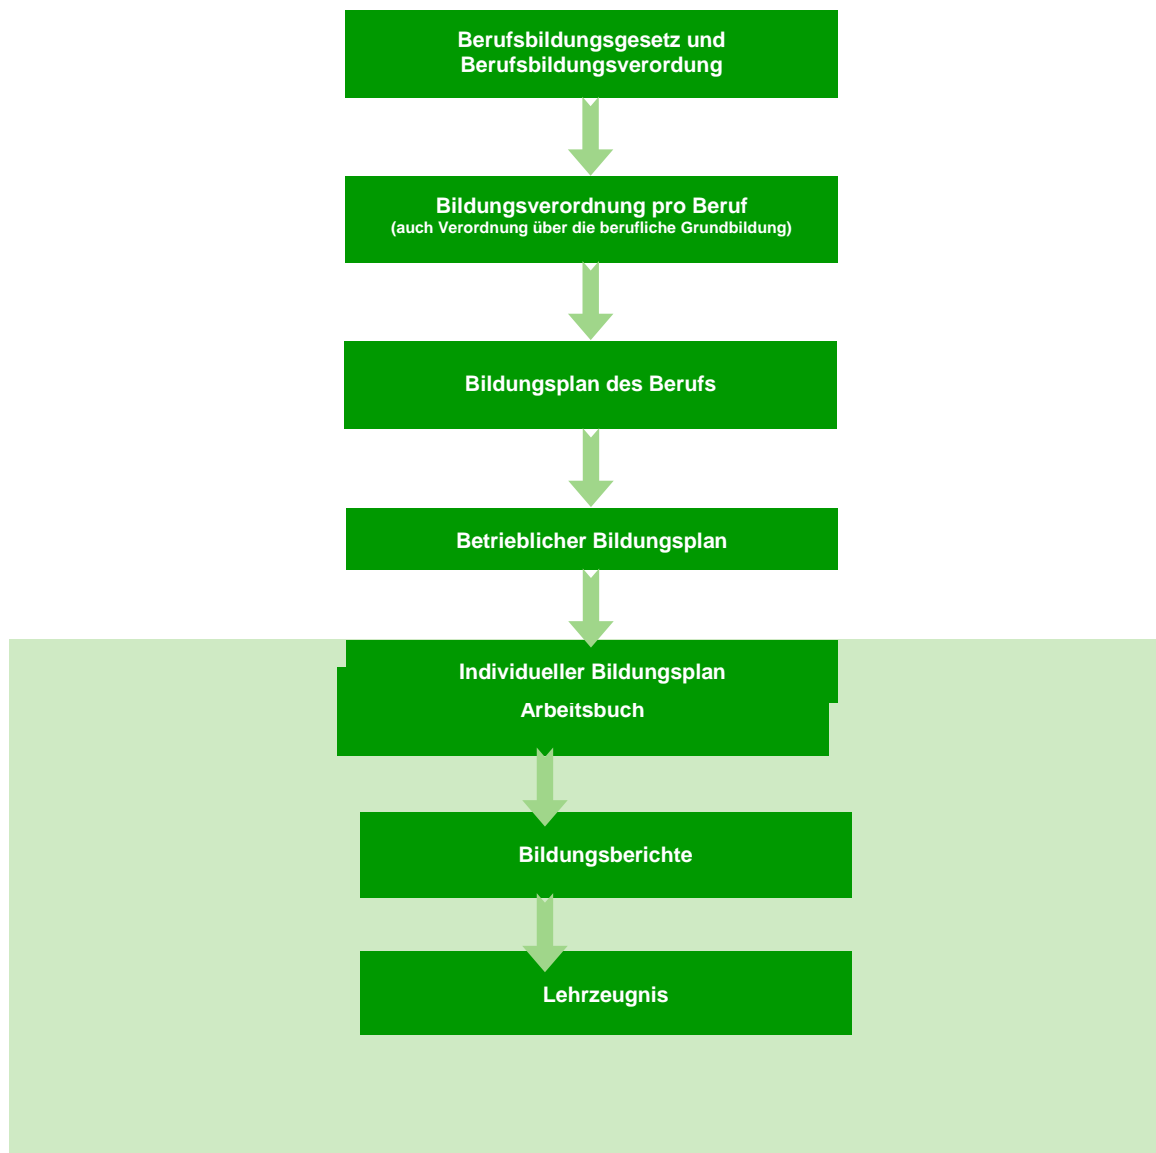 Berufsbildungsgesetz und
Berufsbildungsverordung
Bildungsverordnung pro Beruf
(auch Verordnung über die berufliche Grundbildung)
Bildungsplan des Berufs
Betrieblicher Bildungsplan
Individueller Bildungsplan
Arbeitsbuch
Bildungsberichte
Lehrzeugnis